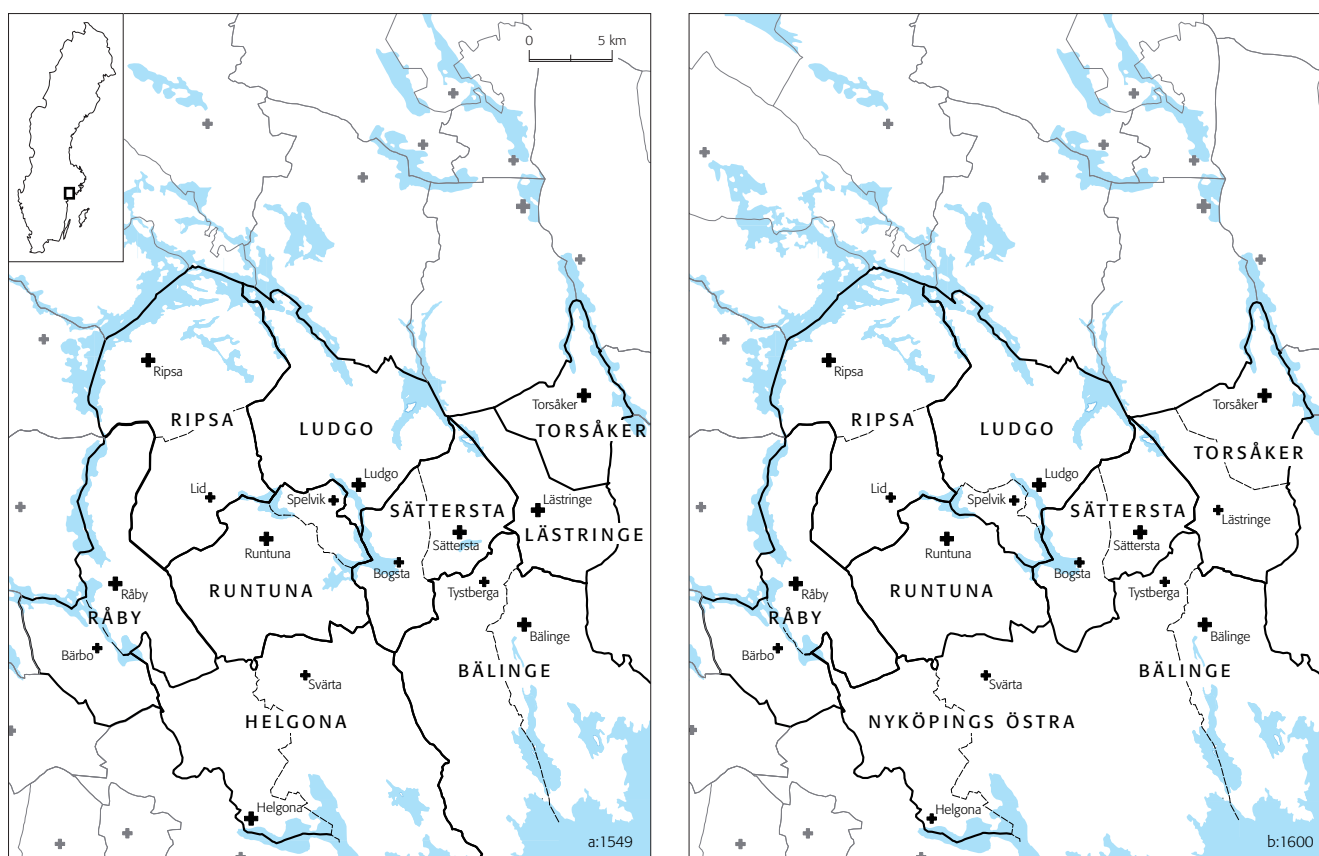 0 5 km
Ripsa
RIPSA
Torsåker
TORSÅKER
LUDGO
Ludgo
Lid
Spelvik
SÄTTERSTA
Lästringe
LÄSTRINGE
Runtuna
Sättersta
Bogsta
RUNTUNA
Tystberga
Råby
RÅBY
Bälinge
Bärbo
BÄLINGE
Svärta
HELGONA
Helgona
a:1549
Ripsa
RIPSA
Torsåker
TORSÅKER
LUDGO
Ludgo
Lid
Spelvik
SÄTTERSTA
Lästringe
Runtuna
Sättersta
Bogsta
RUNTUNA
Tystberga
Råby
RÅBY
Bälinge
Bärbo
BÄLINGE
Svärta
NYKÖPINGS ÖSTRA
Helgona
b:1600